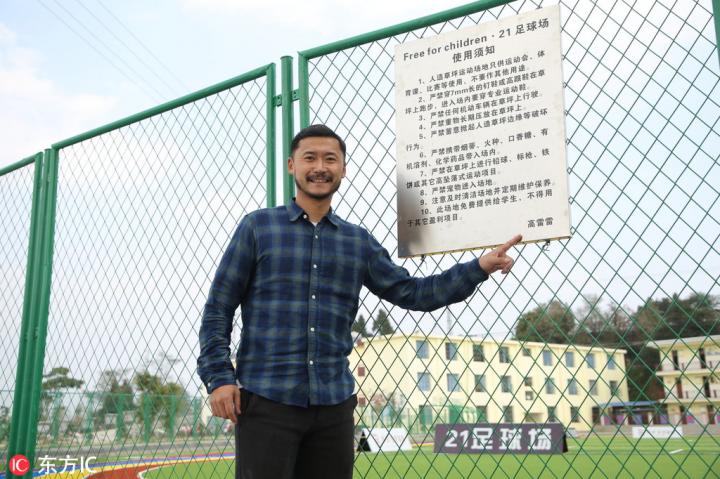 Free for children · 21 足球场
使用须知
1、人造草坪运动场地只供运动会、体
育课、比赛等使用，不要作其他用途。
2、严禁穿7mm长的钉鞋或高跟鞋在草
坪上跑步，进入场内要穿专业运动鞋。
3、严禁任何机动车辆在草坪上行驶。
4、严禁重物长期压放在草坪上。
5、严禁蓄意掀起人造草坪边缘等破坏
行为。
6、严禁携带烟蒂、火种、口香糖、有
机溶剂、化学药品带入场内。
7、严禁在草坪上进行铅球、标枪、铁
饼或其它高坠落式运动项目。
8、严禁宠物进入场地。
9、注意及时清洁场地并定期维护保养。
10、此场地免费提供给学生，不得用
于其它盈利项目。
高雷雷
21足球场
东方IC